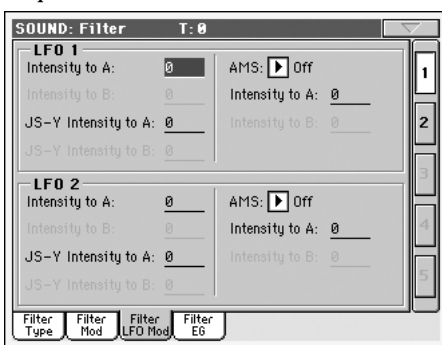 SOUND: Filter T:0
LFO 1
Intensity to A: 0 AMS: Off
Intensity to B: 0 Intensity to A: 0
JS-Y Intensity to A: 0 Intensity to B: 0
JS-Y Intensity to B: 0
LFO 2
Intensity to A: 0 AMS: Off
Intensity to B: 0 Intensity to A: 0
JS-Y Intensity to A: 0 Intensity to B: 0
JS-Y Intensity to B: 0
1
2
3
4
5
Filter Type Filter Mod Filter LFO Mod Filter EG